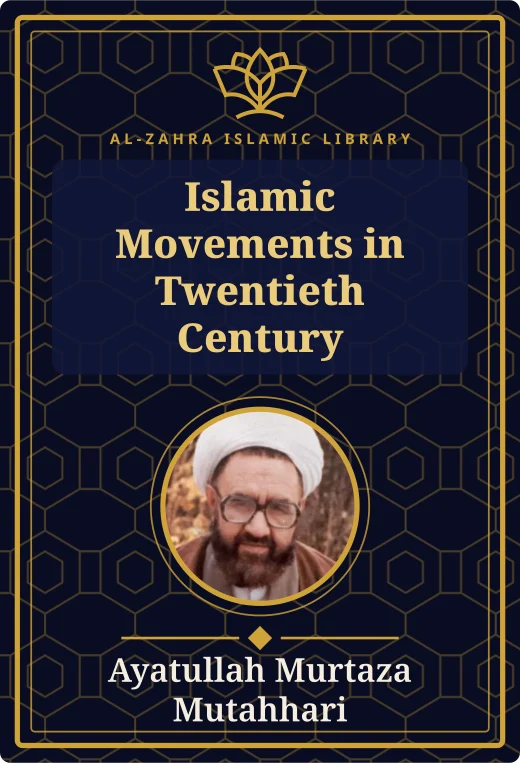 AL-ZAHRA ISLAMIC LIBRARY
Islamic
Movements in
Twentieth
Century
Ayatullah Murtaza
Mutahhari